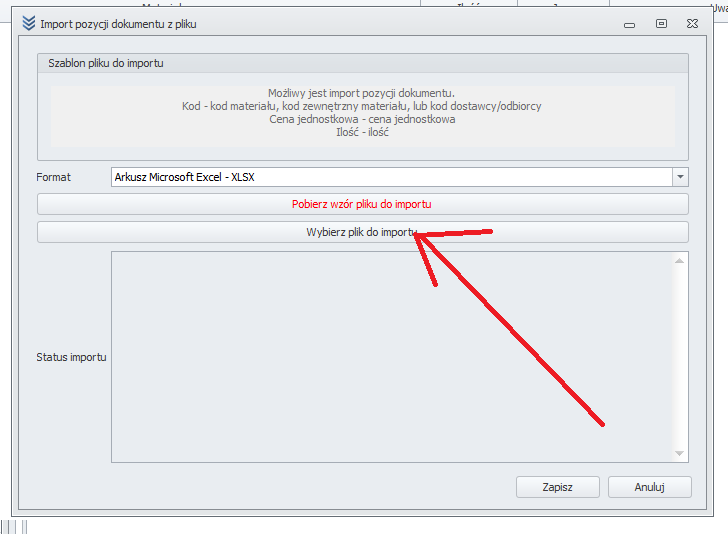 Import pozycji dokumentu z pliku
Szablon pliku do importu
Możliwy jest import pozycji dokumentu.
Kod - kod materiału, kod zewnętrzny materiału, lub kod dostawcy/odbiorcy
Cena jednostkowa - cena jednostkowa
Ilość - ilość
Format
Arkusz Microsoft Excel - XLSX
Pobierz wzór pliku do importu
Wybierz plik do importu
Status importu
Zapisz
Anuluj